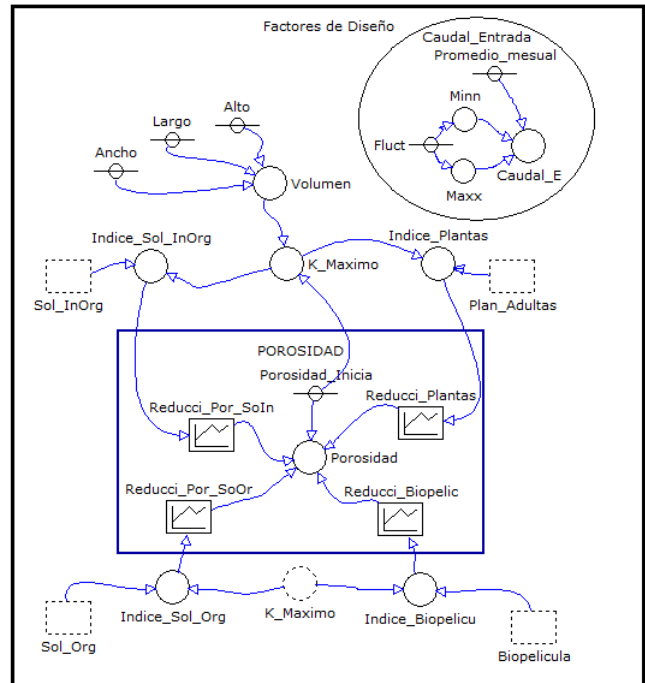 Factores de Diseño
Caudal_Entrada
Promedio_mesual
Minn
Fluct
Maxx
Caudal_E
Alto
Largo
Ancho
Volumen
Indice_Sol_InOrg
K_Maximo
Indice_Plantas
Sol_InOrg
Plan_Adultas
POROSIDAD
Porosidad_Inicia
Reducci_Por_SoIn
Reducci_Plantas
Porosidad
Reducci_Por_SoOr
Reducci_Biopelic
Indice_Sol_Org
K_Maximo
Indice_Biopelicu
Sol_Org
Biopelicula